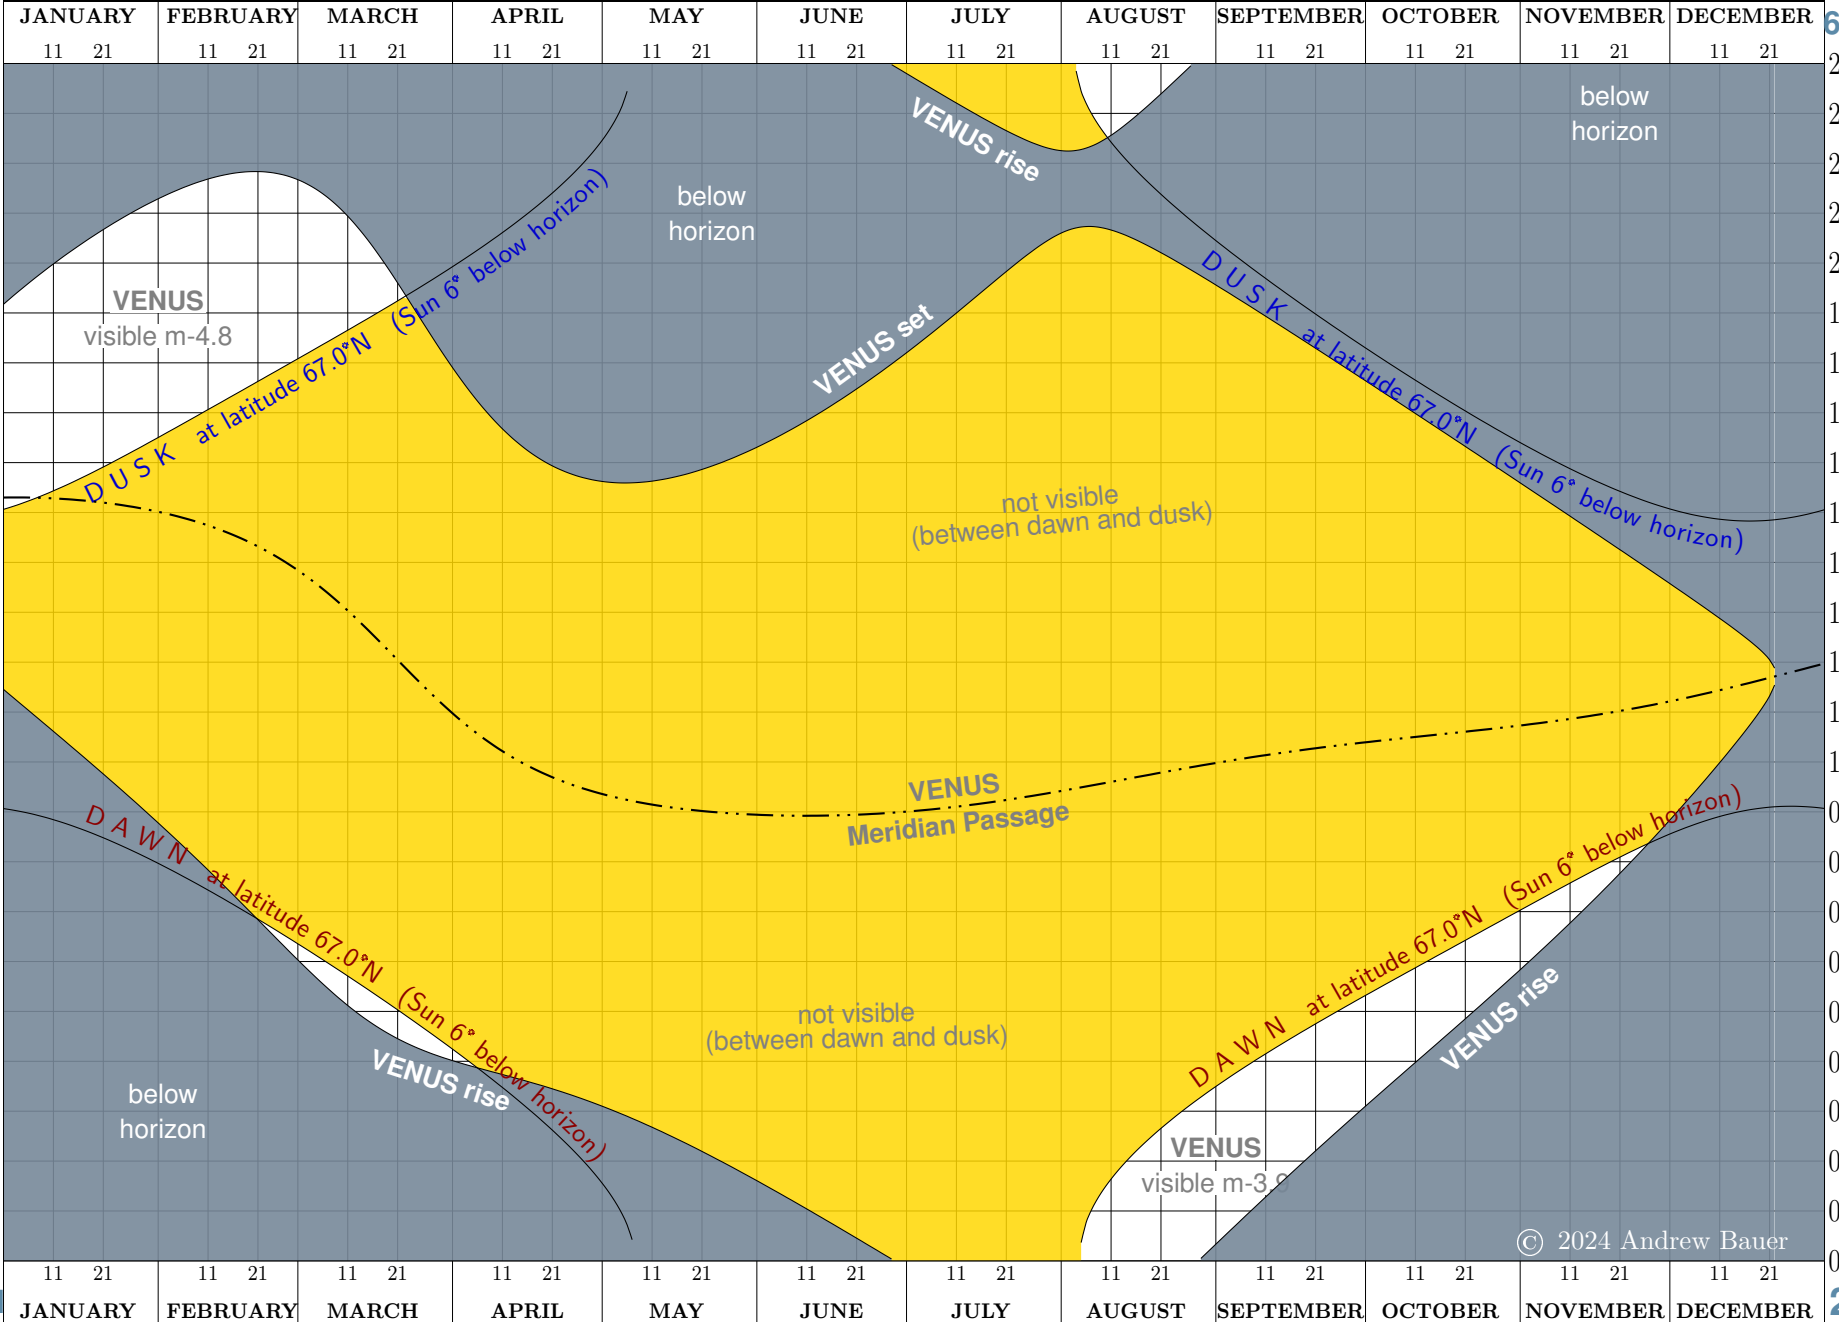 JANUARY FEBRUARY MARCH APRIL MAY JUNE JULY AUGUST SEPTEMBER OCTOBER NOVEMBER DECEMBER
11 21 11 21 11 21 11 21 11 21 11 21 11 21 11 21 11 21 11 21 11 21 11 21
below
horizon
VENUS rise
below
horizon
VENUS
visible m-4.8
DUSK at latitude 67.0°N (Sun 6° below horizon)
VENUS set
DUSK at latitude 67.0°N (Sun 6° below horizon)
not visible
(between dawn and dusk)
VENUS
Meridian Passage
DAWN at latitude 67.0°N (Sun 6° below horizon)
VENUS rise
not visible
(between dawn and dusk)
DAWN at latitude 67.0°N (Sun 6° below horizon)
VENUS rise
below
horizon
VENUS
visible m-3.9
© 2024 Andrew Bauer
11 21 11 21 11 21 11 21 11 21 11 21 11 21 11 21 11 21 11 21 11 21 11 21
JANUARY FEBRUARY MARCH APRIL MAY JUNE JULY AUGUST SEPTEMBER OCTOBER NOVEMBER DECEMBER